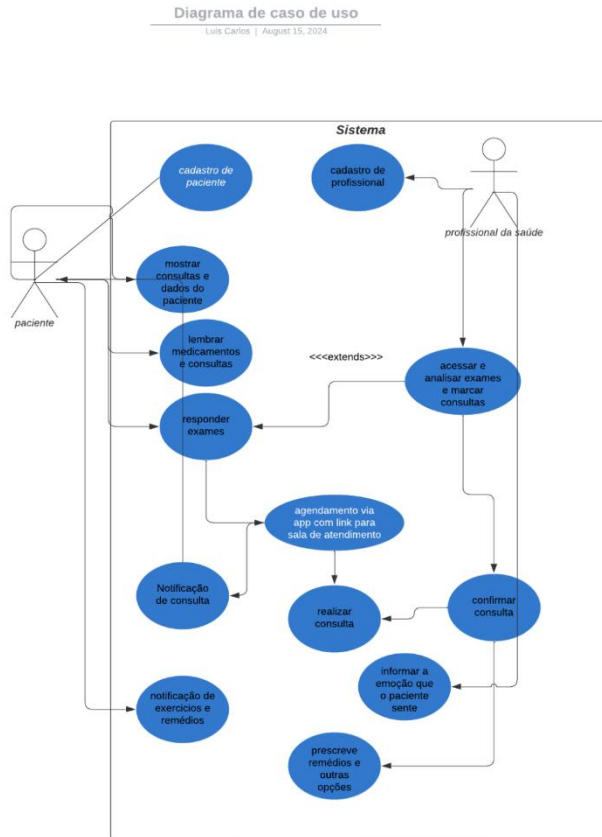 Diagrama de caso de uso
Luis Carlos | August 15, 2024
Sistema
cadastro de
paciente
cadastro de
profissional
profissional da saúde
paciente
mostrar
consultas e
dados do
paciente
lembrar
medicamentos
e consultas
<<<extends>>>
acessar e
analisar exames
e marcar
consultas
responder
exames
agendamento via
app com link para
sala de atendimento
Notificação
de consulta
realizar
consulta
confirmar
consulta
informar a
emoção que
o paciente
sente
notificação de
exercicios e
remédios
prescreve
remédios e
outras
opções